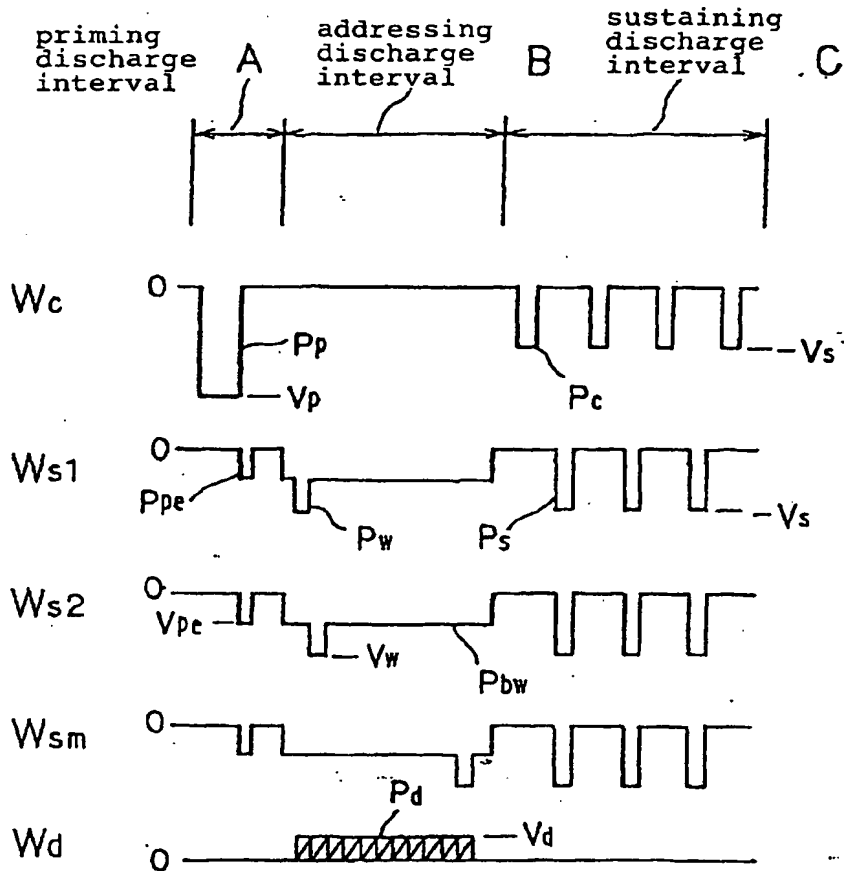 priming
discharge
interval
A
addressing
discharge
interval
B
sustaining
discharge
interval
C
Wc
0
Pp
Vp
Pc
-Vs
Ws1
0
Ppe
Pw
Ps
-Vs
Ws2
0
Vpe
Vw
Pbw
Wsm
0
Wd
0
Pd
Vd